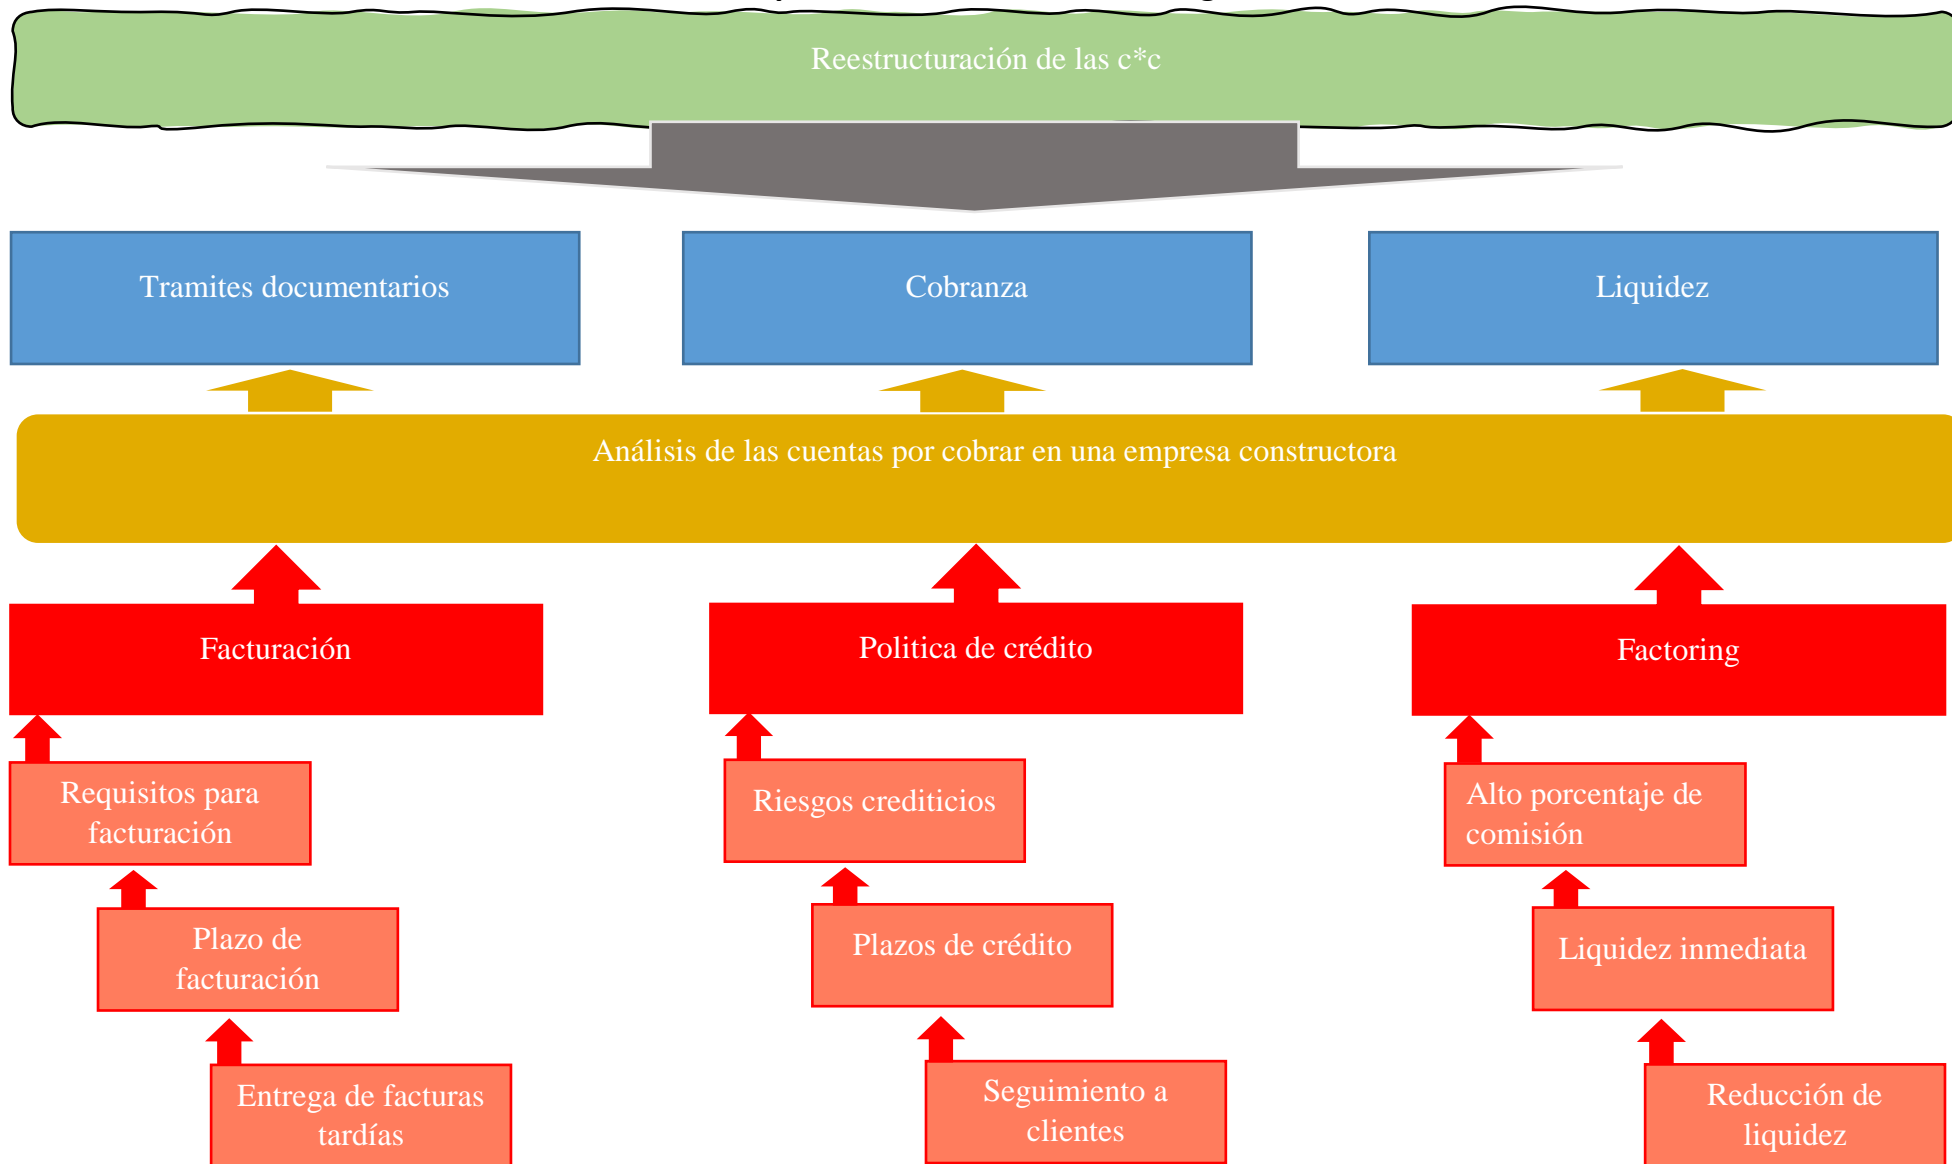 Reestructuración de las c*c
Tramites documentarios
Cobranza
Liquidez
Análisis de las cuentas por cobrar en una empresa constructora
Facturación
Politica de crédito
Factoring
Requisitos para
facturación
Riesgos crediticios
Alto porcentaje de
comisión
Plazo de
facturación
Plazos de crédito
Liquidez inmediata
Entrega de facturas
tardías
Seguimiento a
clientes
Reducción de
liquidez